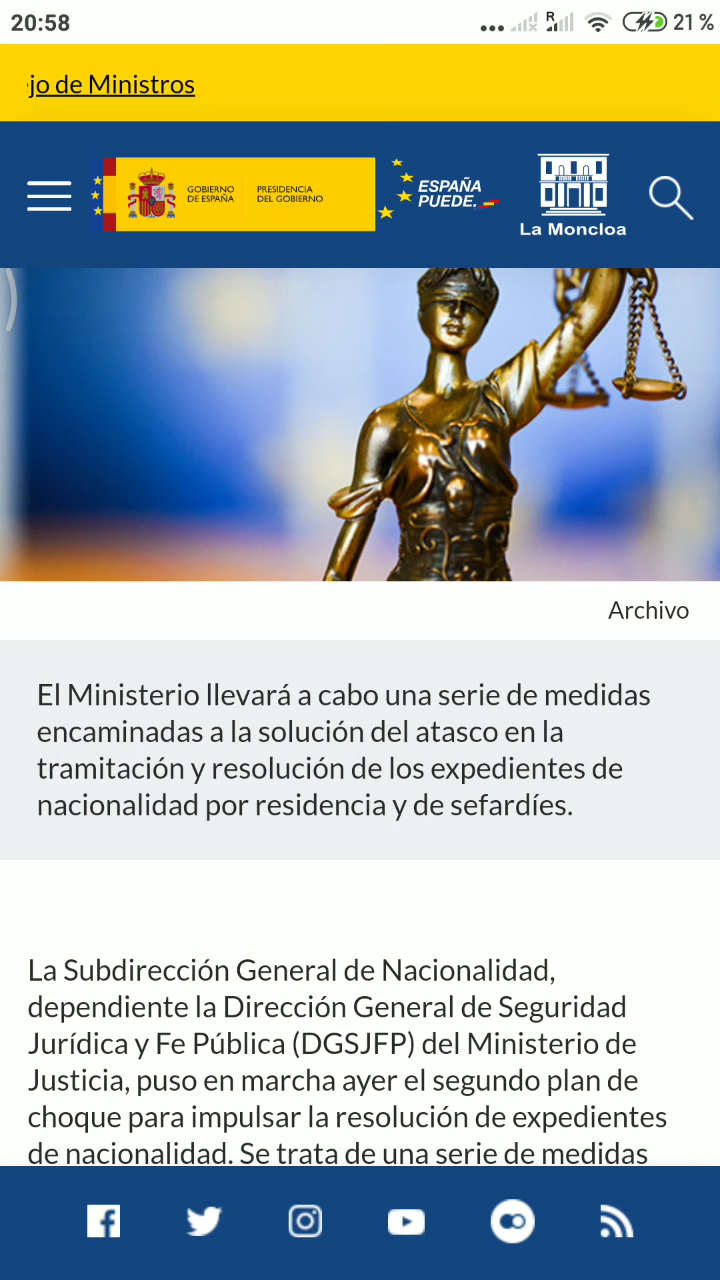 20:58
R
21 %
jo de Ministros
GOBIERNO DE ESPAÑA
PRESIDENCIA DEL GOBIERNO
ESPAÑA PUEDE.
La Moncloa
Archivo
El Ministerio llevará a cabo una serie de medidas
encaminadas a la solución del atasco en la
tramitación y resolución de los expedientes de
nacionalidad por residencia y de sefardíes.
La Subdirección General de Nacionalidad,
dependiente la Dirección General de Seguridad
Jurídica y Fe Pública (DGSJFP) del Ministerio de
Justicia, puso en marcha ayer el segundo plan de
choque para impulsar la resolución de expedientes
de nacionalidad. Se trata de una serie de medidas